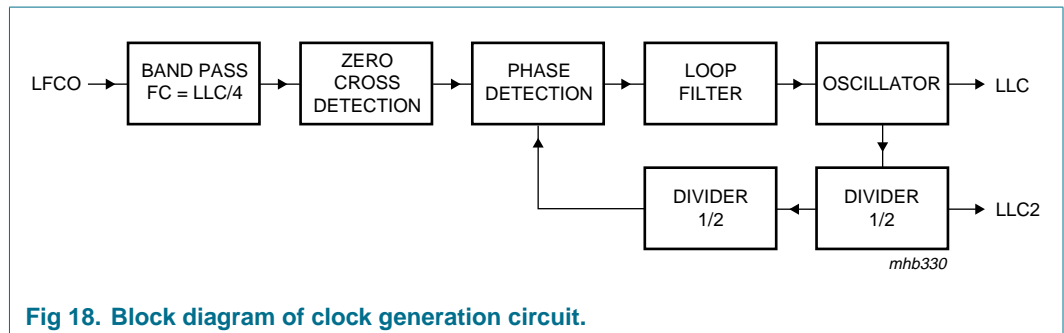 LFCO
BAND PASS
FC = LLC/4
ZERO
CROSS
DETECTION
PHASE
DETECTION
LOOP
FILTER
OSCILLATOR
LLC
DIVIDER
1/2
DIVIDER
1/2
LLC2
mhb330
Fig 18. Block diagram of clock generation circuit.